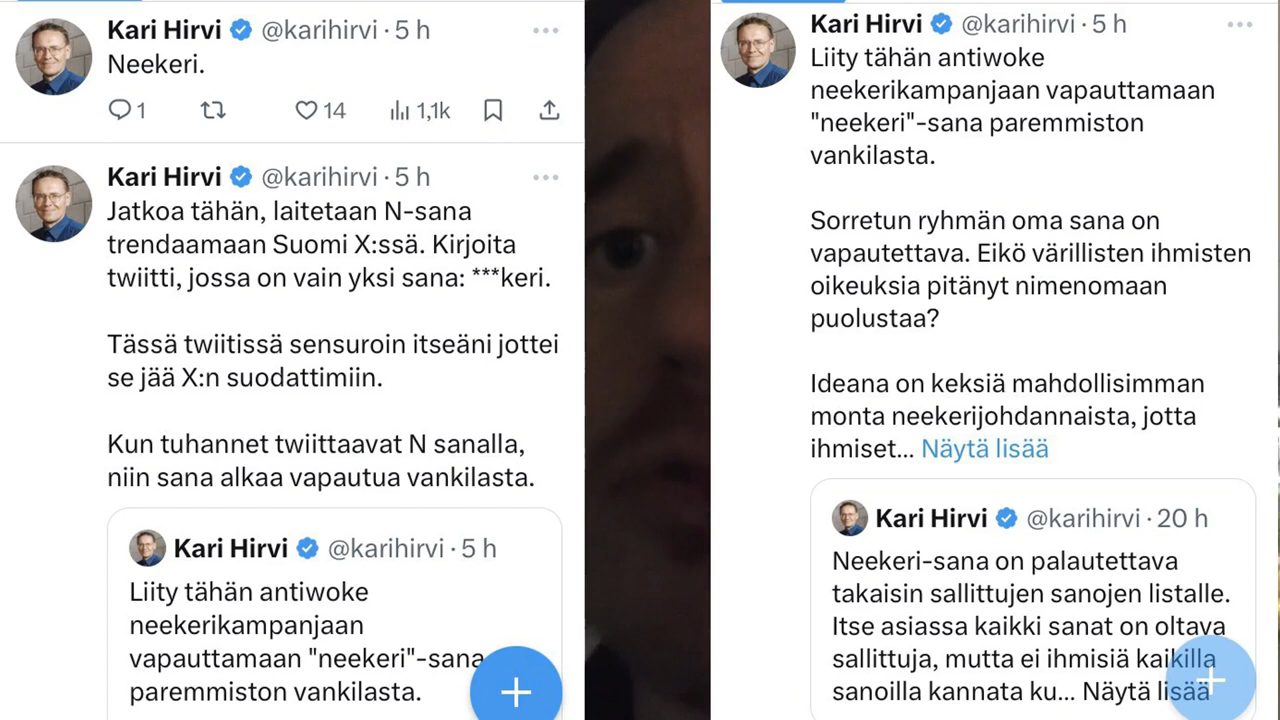 Kari Hirvi @karihirvi · 5 h
Neekeri.
1 14 1,1k
Kari Hirvi @karihirvi · 5 h
Jatkoa tähän, laitetaan N-sana
trendaamaan Suomi X:ssä. Kirjoita
twiitti, jossa on vain yksi sana: ***keri.
Tässä twiitissä sensuroin itseäni jottei
se jää X:n suodattimiin.
Kun tuhannet twiittaavat N sanalla,
niin sana alkaa vapautua vankilasta.
Kari Hirvi @karihirvi · 5 h
Liity tähän antiwoke
neekerikampanjaan
vapauttamaan "neekeri"-sana
paremmiston vankilasta.
Kari Hirvi @karihirvi · 5 h
Liity tähän antiwoke
neekerikampanjaan vapauttamaan
"neekeri"-sana paremmiston
vankilasta.
Sorretun ryhmän oma sana on
vapautettava. Eikö värillisten ihmisten
oikeuksia pitänyt nimenomaan
puolustaa?
Ideana on keksiä mahdollisimman
monta neekerijohdannaista, jotta
ihmiset... Näytä lisää
Kari Hirvi @karihirvi · 20 h
Neekeri-sana on palautettava
takaisin sallittujen sanojen listalle.
Itse asiassa kaikki sanat on oltava
sallittuja, mutta ei ihmisiä kaikilla
sanoilla kannata ku... Näytä lisää